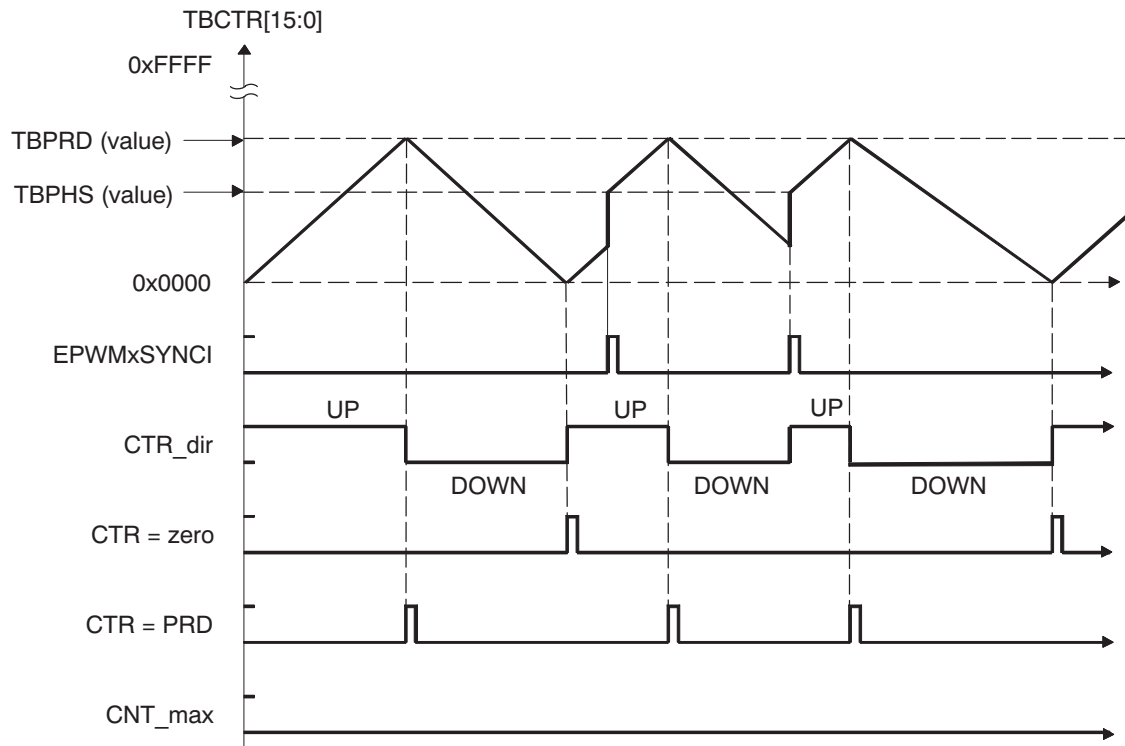 TBCTR[15:0]
0xFFFF
TBPRD (value)
TBPHS (value)
0x0000
EPWMxSYNCI
UP
UP
UP
CTR_dir
DOWN
DOWN
DOWN
CTR = zero
CTR = PRD
CNT_max